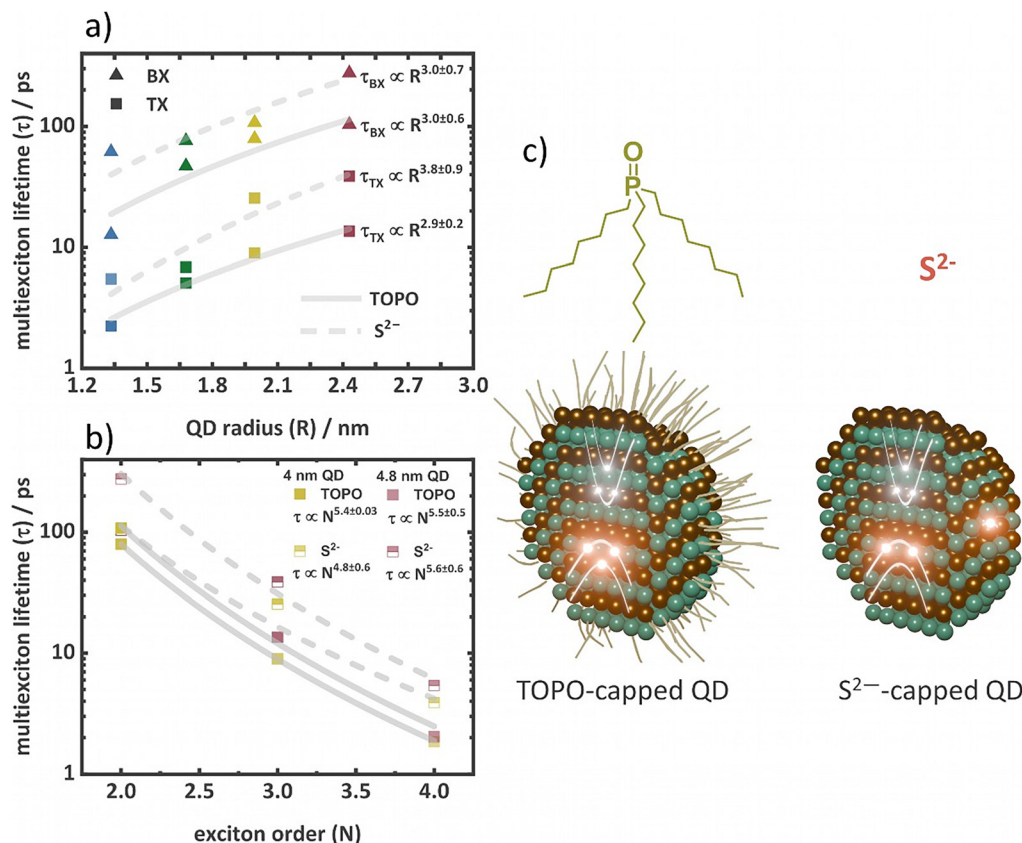 a)
multiexciton lifetime (τ) / ps
100
10
1
BX
TX
τBX ∝ R3.0±0.7
τBX ∝ R3.0±0.6
τTX ∝ R3.8±0.9
τTX ∝ R2.9±0.2
TOPO
S2−
1.2 1.5 1.8 2.1 2.4 2.7 3.0
QD radius (R) / nm
b)
multiexciton lifetime (τ) / ps
100
10
1
4 nm QD 4.8 nm QD
TOPO TOPO
τ ∝ N5.4±0.03 τ ∝ N5.5±0.5
S2- S2-
τ ∝ N4.8±0.6 τ ∝ N5.6±0.6
2.0 2.5 3.0 3.5 4.0
exciton order (N)
c)
O
P
S2-
TOPO-capped QD
S2—-capped QD